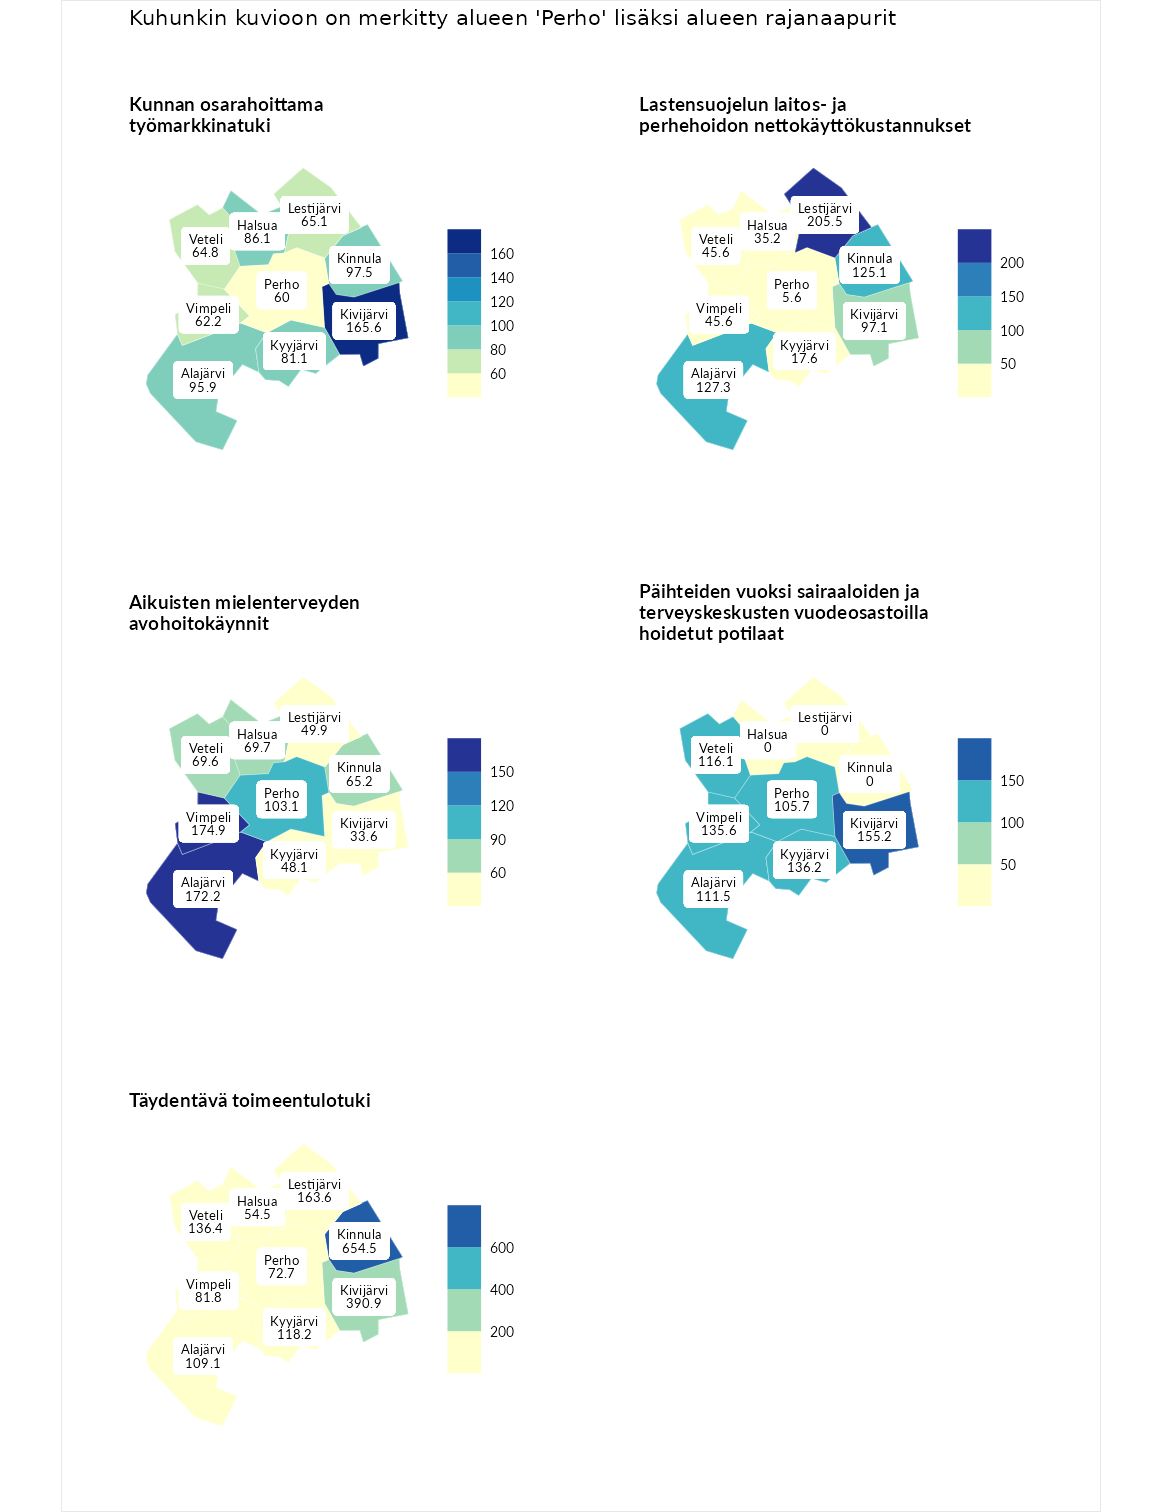 Kuhunkin kuvioon on merkitty alueen 'Perho' lisäksi alueen rajanaapurit
Kunnan osarahoittama
työmarkkinatuki
Lestijärvi
65.1
Halsua
86.1
Veteli
64.8
Kinnula
97.5
Perho
60
Vimpeli
62.2
Kivijärvi
165.6
Kyyjärvi
81.1
Alajärvi
95.9
160
140
120
100
80
60
Lastensuojelun laitos- ja
perhehoidon nettokäyttökustannukset
Lestijärvi
205.5
Halsua
35.2
Veteli
45.6
Kinnula
125.1
Perho
5.6
Vimpeli
45.6
Kivijärvi
97.1
Kyyjärvi
17.6
Alajärvi
127.3
200
150
100
50
Aikuisten mielenterveyden
avohoitokäynnit
Lestijärvi
49.9
Halsua
69.7
Veteli
69.6
Kinnula
65.2
Perho
103.1
Vimpeli
174.9
Kivijärvi
33.6
Kyyjärvi
48.1
Alajärvi
172.2
150
120
90
60
Päihteiden vuoksi sairaaloiden ja
terveyskeskusten vuodeosastoilla
hoidetut potilaat
Lestijärvi
0
Halsua
0
Veteli
116.1
Kinnula
0
Perho
105.7
Vimpeli
135.6
Kivijärvi
155.2
Kyyjärvi
136.2
Alajärvi
111.5
150
100
50
Täydentävä toimeentulotuki
Lestijärvi
163.6
Halsua
54.5
Veteli
136.4
Kinnula
654.5
Perho
72.7
Vimpeli
81.8
Kivijärvi
390.9
Kyyjärvi
118.2
Alajärvi
109.1
600
400
200